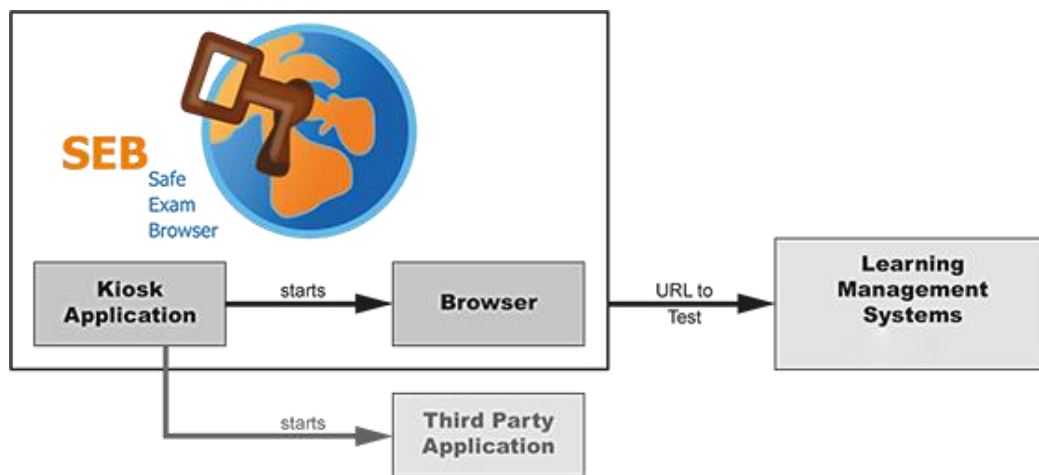 SEB
Safe
Exam
Browser
Kiosk
Application
starts
Browser
URL to
Test
Learning
Management
Systems
starts
Third Party
Application